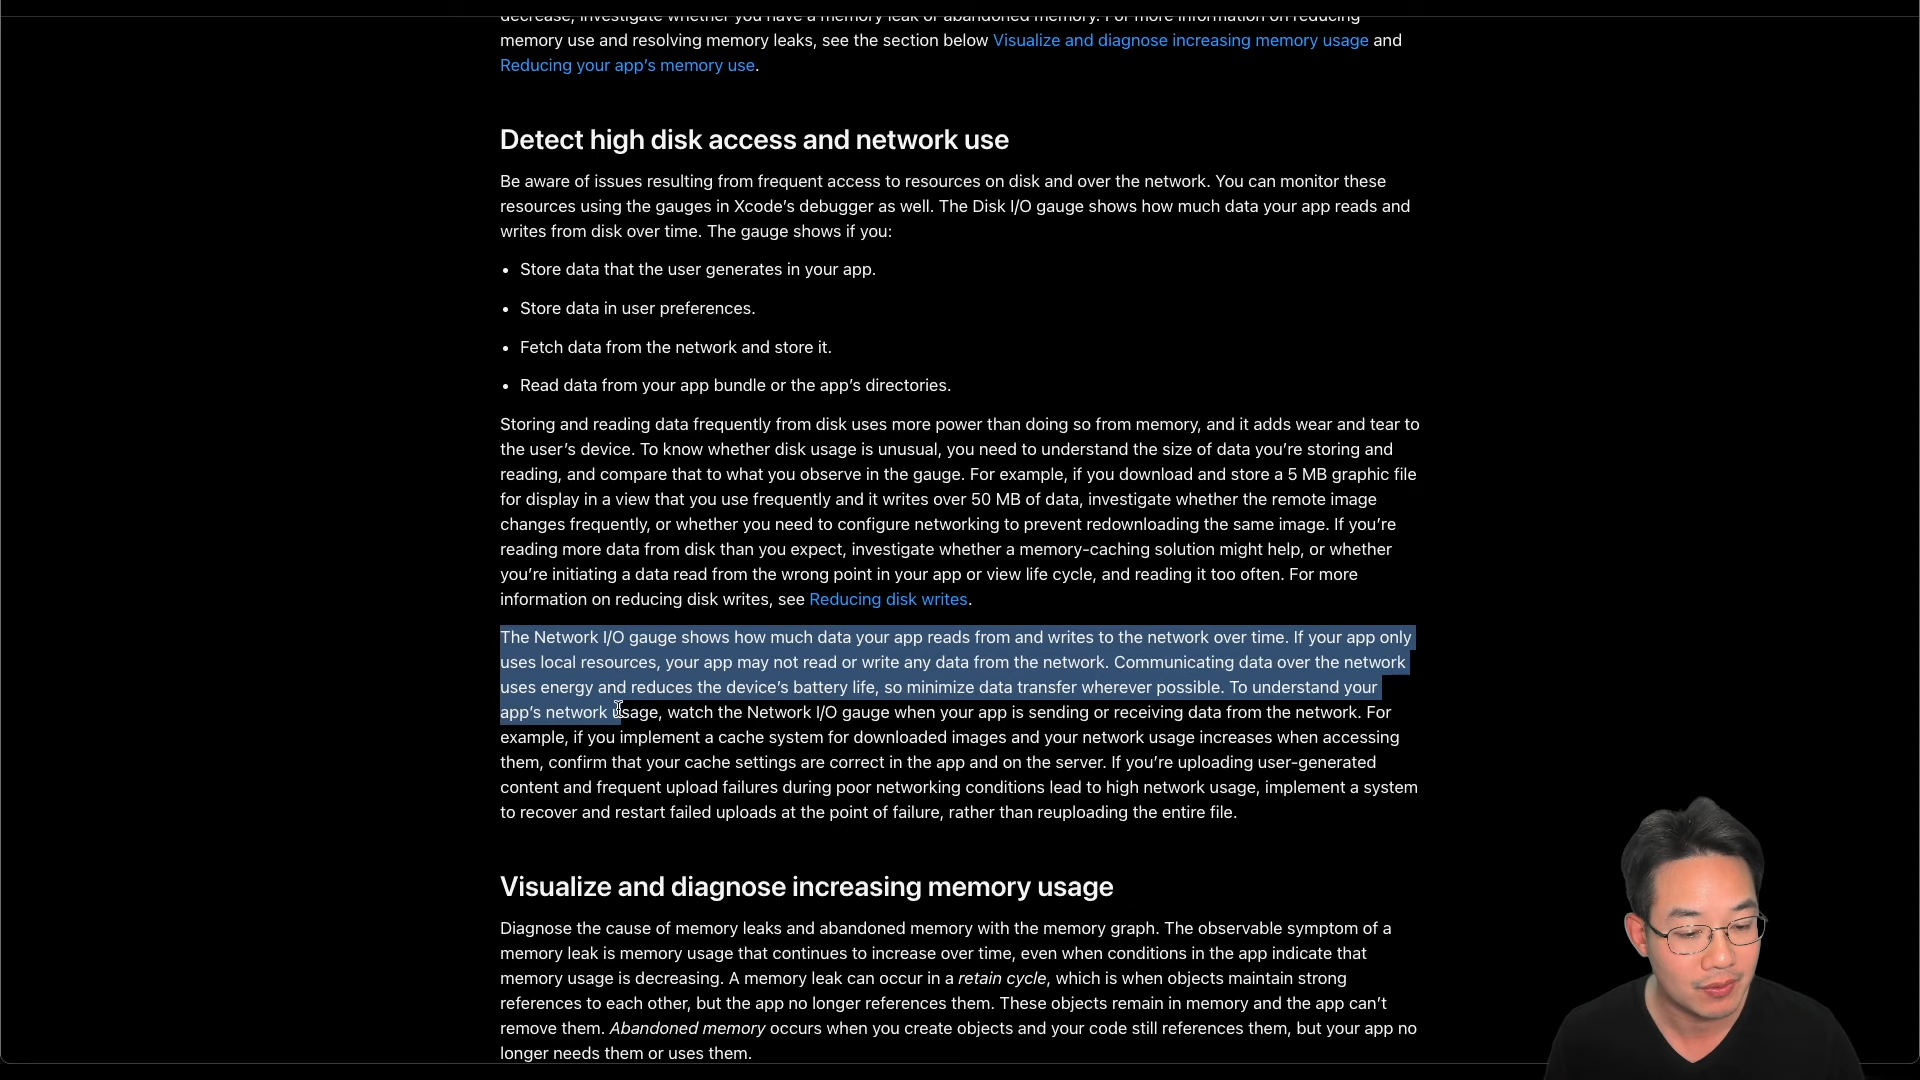 decrease, investigate whether you have a memory leak or abandoned memory. For more information on reducing
memory use and resolving memory leaks, see the section below Visualize and diagnose increasing memory usage and
Reducing your app’s memory use.
Detect high disk access and network use
Be aware of issues resulting from frequent access to resources on disk and over the network. You can monitor these
resources using the gauges in Xcode’s debugger as well. The Disk I/O gauge shows how much data your app reads and
writes from disk over time. The gauge shows if you:
• Store data that the user generates in your app.
• Store data in user preferences.
• Fetch data from the network and store it.
• Read data from your app bundle or the app’s directories.
Storing and reading data frequently from disk uses more power than doing so from memory, and it adds wear and tear to
the user’s device. To know whether disk usage is unusual, you need to understand the size of data you’re storing and
reading, and compare that to what you observe in the gauge. For example, if you download and store a 5 MB graphic file
for display in a view that you use frequently and it writes over 50 MB of data, investigate whether the remote image
changes frequently, or whether you need to configure networking to prevent redownloading the same image. If you’re
reading more data from disk than you expect, investigate whether a memory-caching solution might help, or whether
you’re initiating a data read from the wrong point in your app or view life cycle, and reading it too often. For more
information on reducing disk writes, see Reducing disk writes.
The Network I/O gauge shows how much data your app reads from and writes to the network over time. If your app only
uses local resources, your app may not read or write any data from the network. Communicating data over the network
uses energy and reduces the device’s battery life, so minimize data transfer wherever possible. To understand your
app’s network usage, watch the Network I/O gauge when your app is sending or receiving data from the network. For
example, if you implement a cache system for downloaded images and your network usage increases when accessing
them, confirm that your cache settings are correct in the app and on the server. If you’re uploading user-generated
content and frequent upload failures during poor networking conditions lead to high network usage, implement a system
to recover and restart failed uploads at the point of failure, rather than reuploading the entire file.
Visualize and diagnose increasing memory usage
Diagnose the cause of memory leaks and abandoned memory with the memory graph. The observable symptom of a
memory leak is memory usage that continues to increase over time, even when conditions in the app indicate that
memory usage is decreasing. A memory leak can occur in a retain cycle, which is when objects maintain strong
references to each other, but the app no longer references them. These objects remain in memory and the app can’t
remove them. Abandoned memory occurs when you create objects and your code still references them, but your app no
longer needs them or uses them.